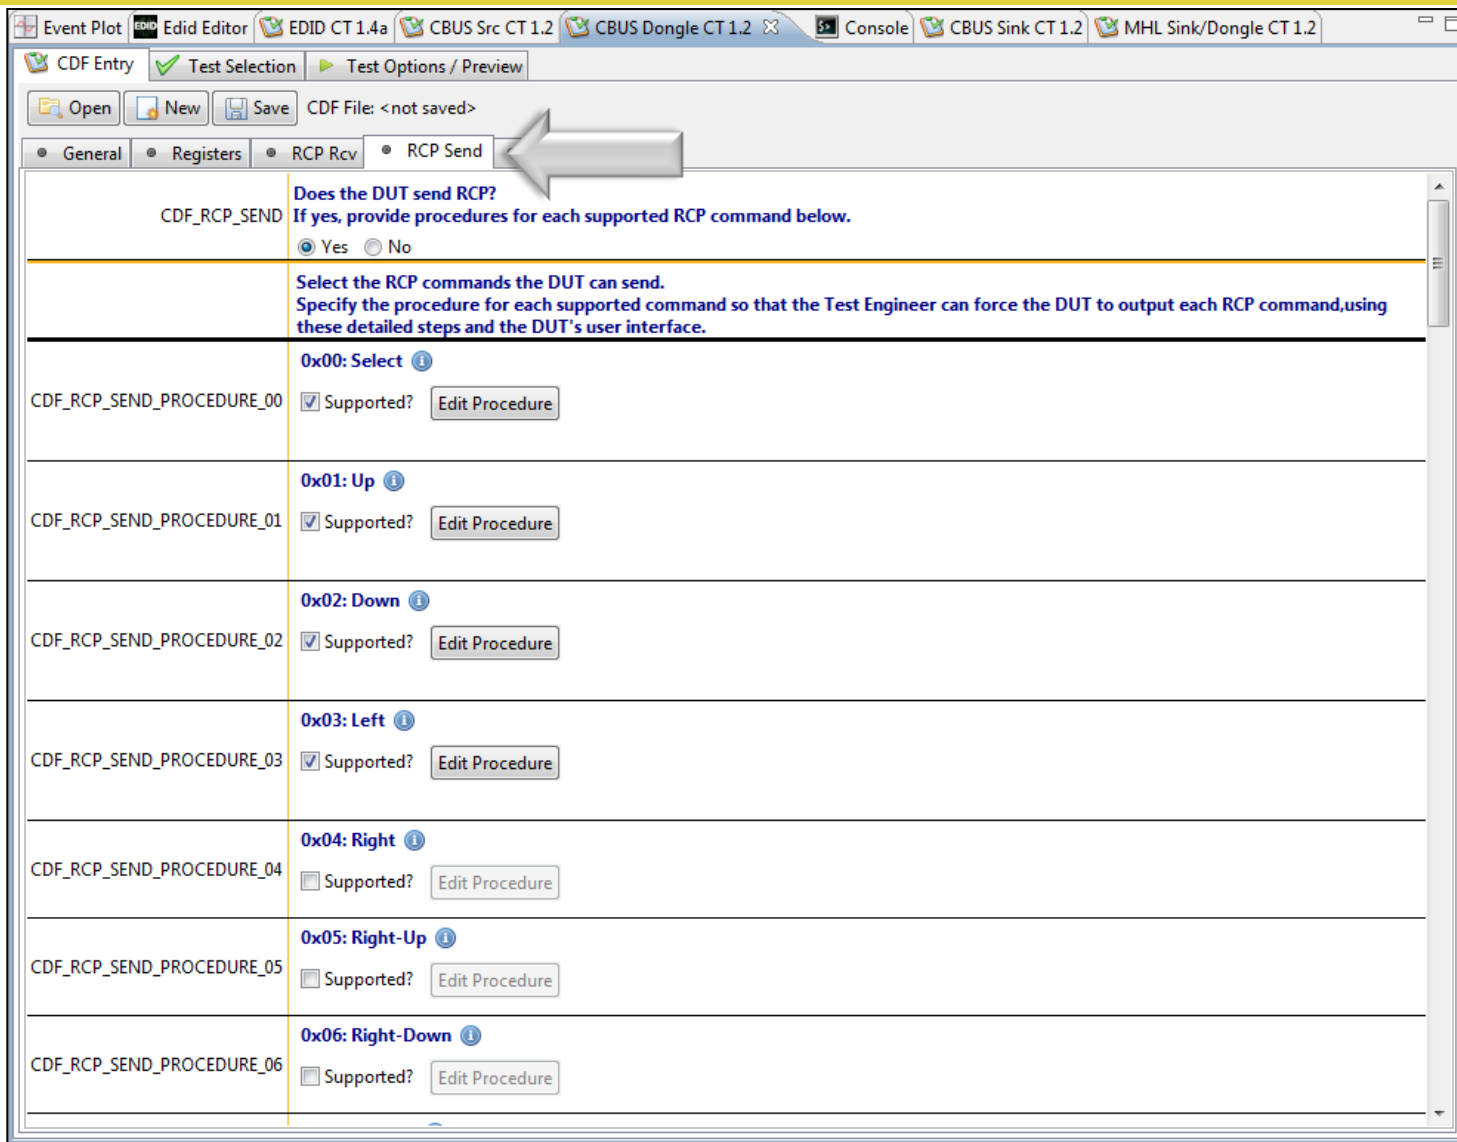 Event Plot EDID Edid Editor EDID CT 1.4a CBUS Src CT 1.2 CBUS Dongle CT 1.2 Console CBUS Sink CT 1.2 MHL Sink/Dongle CT 1.2
CDF Entry Test Selection Test Options / Preview
Open New Save CDF File: <not saved>
General Registers RCP Rcv RCP Send
Does the DUT send RCP?
CDF_RCP_SEND If yes, provide procedures for each supported RCP command below.
Yes No
Select the RCP commands the DUT can send.
Specify the procedure for each supported command so that the Test Engineer can force the DUT to output each RCP command,using
these detailed steps and the DUT's user interface.
0x00: Select
CDF_RCP_SEND_PROCEDURE_00 Supported? Edit Procedure
0x01: Up
CDF_RCP_SEND_PROCEDURE_01 Supported? Edit Procedure
0x02: Down
CDF_RCP_SEND_PROCEDURE_02 Supported? Edit Procedure
0x03: Left
CDF_RCP_SEND_PROCEDURE_03 Supported? Edit Procedure
0x04: Right
CDF_RCP_SEND_PROCEDURE_04 Supported? Edit Procedure
0x05: Right-Up
CDF_RCP_SEND_PROCEDURE_05 Supported? Edit Procedure
0x06: Right-Down
CDF_RCP_SEND_PROCEDURE_06 Supported? Edit Procedure